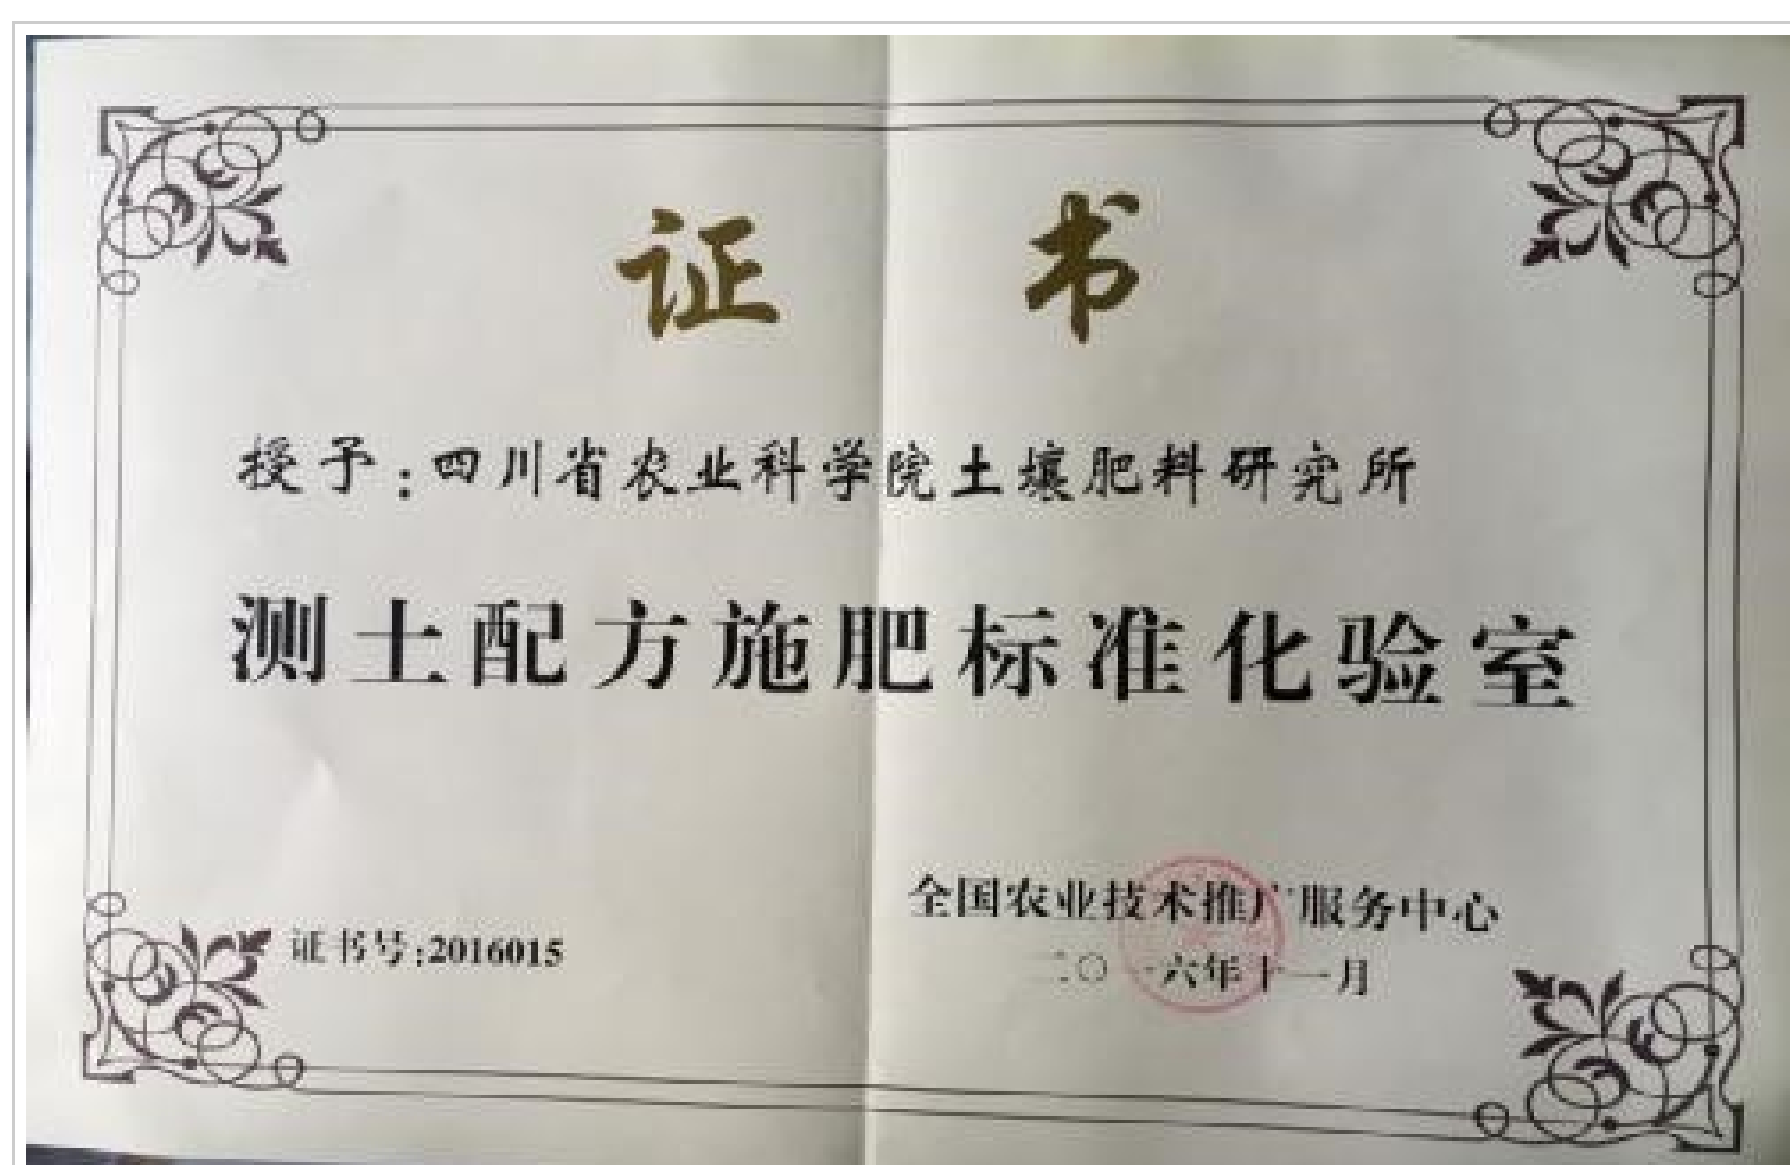 证书
授予:四川省农业科学院土壤肥料研究所
测土配方施肥标准化验室
全国农业技术推广服务中心
证书号:2016015
二〇一六年十一月